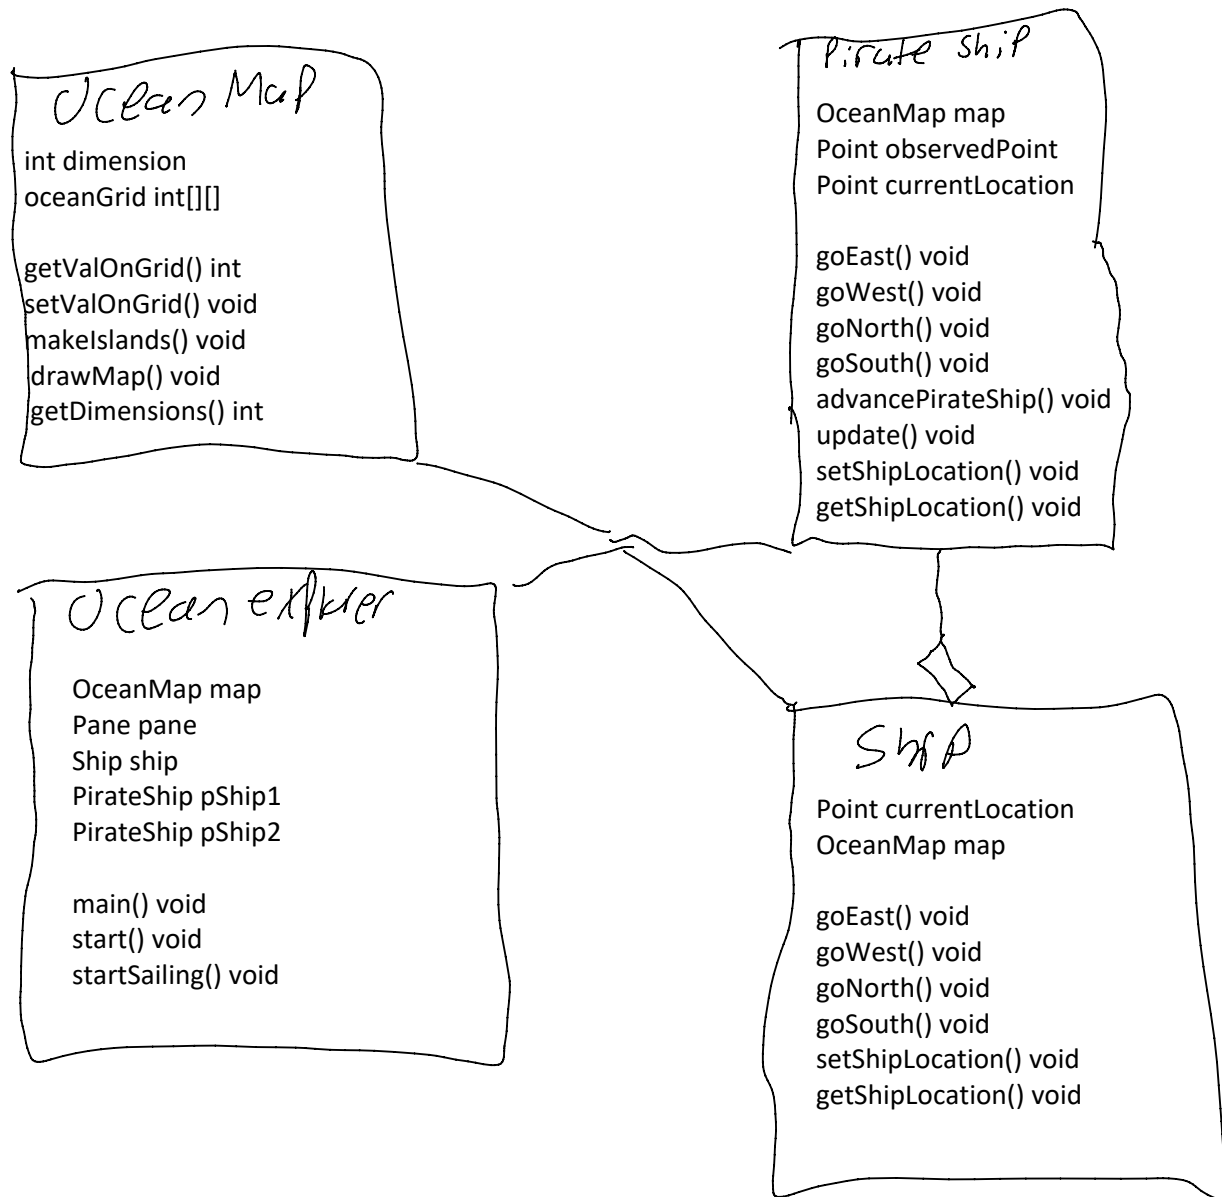 Ocean Map
int dimension
oceanGrid int[][]
getValOnGrid() int
setValOnGrid() void
makeIslands() void
drawMap() void
getDimensions() int
Pirate ship
OceanMap map
Point observedPoint
Point currentLocation
goEast() void
goWest() void
goNorth() void
goSouth() void
advancePirateShip() void
update() void
setShipLocation() void
getShipLocation() void
Ocean explorer
OceanMap map
Pane pane
Ship ship
PirateShip pShip1
PirateShip pShip2
main() void
start() void
startSailing() void
Ship
Point currentLocation
OceanMap map
goEast() void
goWest() void
goNorth() void
goSouth() void
setShipLocation() void
getShipLocation() void